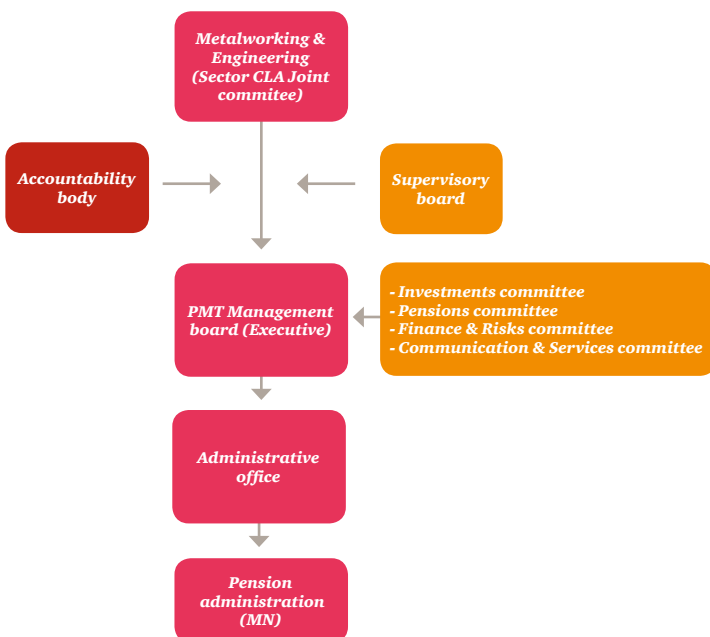 Metalworking &
Engineering
(Sector CLA Joint
commitee)
Accountability
body
Supervisory
board
PMT Management
board (Executive)
- Investments committee
- Pensions committee
- Finance & Risks committee
- Communication & Services committee
Administrative
office
Pension
administration
(MN)